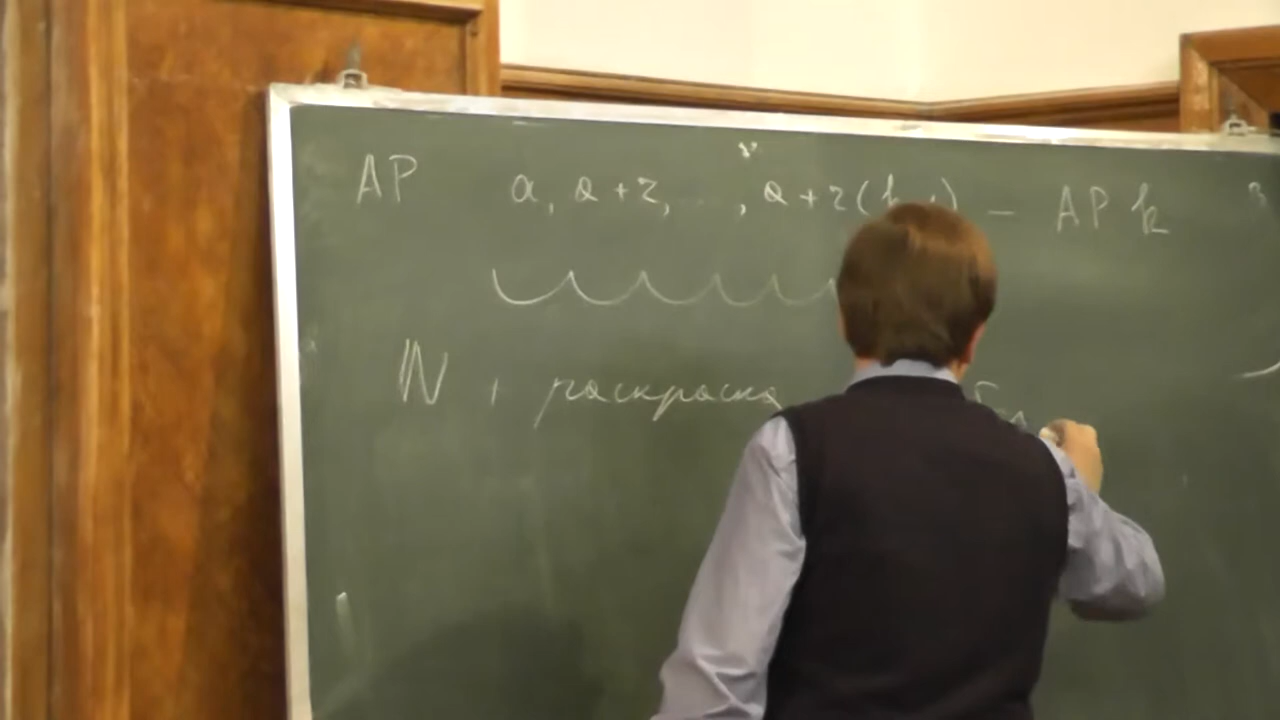 AP a, a+r, ..., a+r(k-1) – AP k
ℕ, раскраска